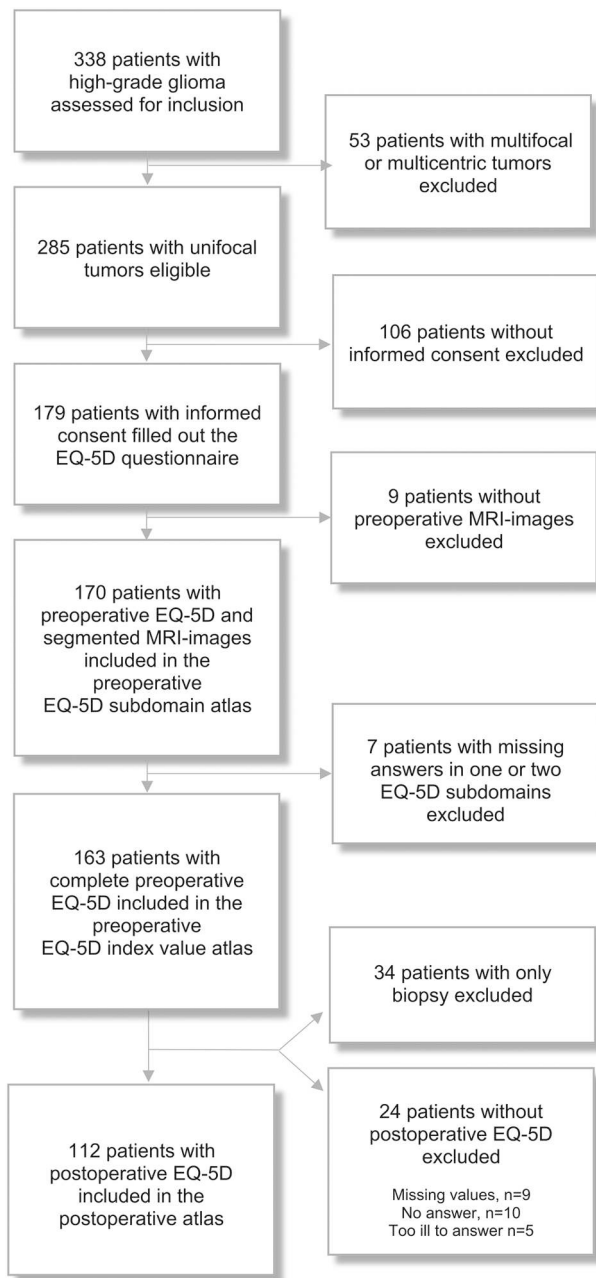 338 patients with
high-grade glioma
assessed for inclusion
53 patients with multifocal
or multicentric tumors
excluded
285 patients with unifocal
tumors eligible
106 patients without
informed consent excluded
179 patients with informed
consent filled out the
EQ-5D questionnaire
9 patients without
preoperative MRI-images
excluded
170 patients with
preoperative EQ-5D and
segmented MRI-images
included in the
preoperative
EQ-5D subdomain atlas
7 patients with missing
answers in one or two
EQ-5D subdomains
excluded
163 patients with
complete preoperative
EQ-5D included in the
preoperative
EQ-5D index value atlas
34 patients with only
biopsy excluded
112 patients with
postoperative EQ-5D
included in the
postoperative atlas
24 patients without
postoperative EQ-5D
excluded
Missing values, n=9
No answer, n=10
Too ill to answer n=5